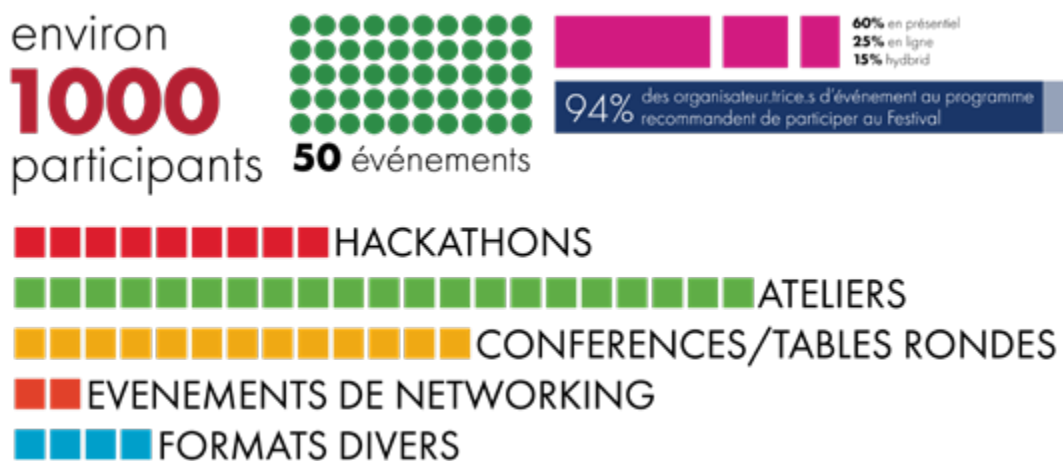 environ
1000
participants
50 événements
60% en présentiel
25% en ligne
15% hydbrid
94% des organisateur.trice.s d'événement au programme
recommandent de participer au Festival
HACKATHONS
ATELIERS
CONFERENCES/TABLES RONDES
EVENEMENTS DE NETWORKING
FORMATS DIVERS